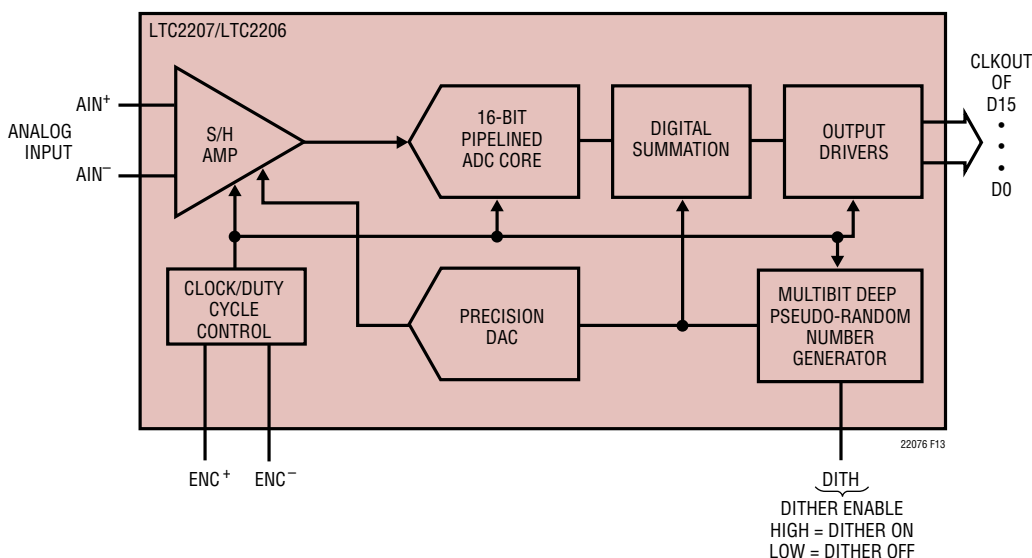 LTC2207/LTC2206
AIN+
ANALOG
INPUT
AIN−
S/H
AMP
16-BIT
PIPELINED
ADC CORE
DIGITAL
SUMMATION
OUTPUT
DRIVERS
CLKOUT
OF
D15
•
•
•
D0
CLOCK/DUTY
CYCLE
CONTROL
PRECISION
DAC
MULTIBIT DEEP
PSEUDO-RANDOM
NUMBER
GENERATOR
22076 F13
ENC+
ENC−
DITH
DITHER ENABLE
HIGH = DITHER ON
LOW = DITHER OFF